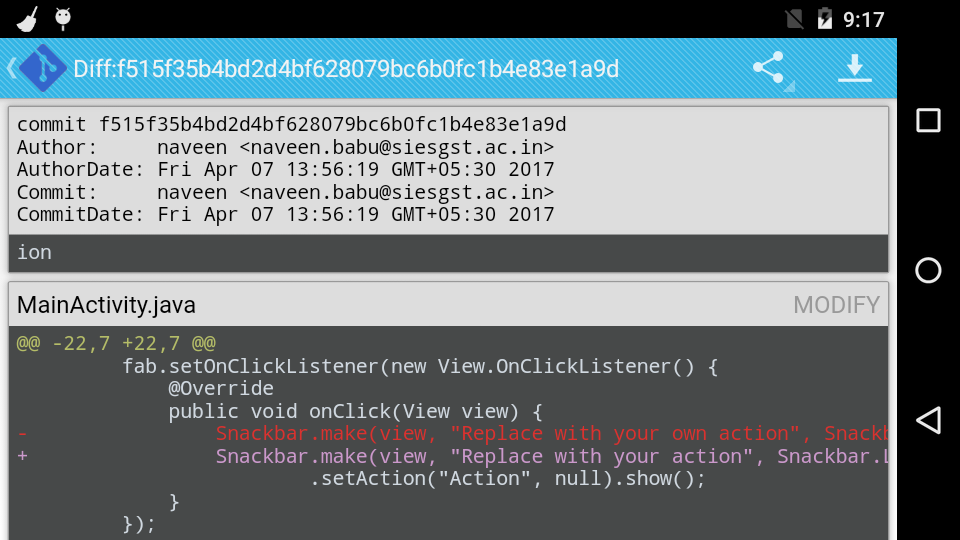 9:17
Diff:f515f35b4bd2d4bf628079bc6b0fc1b4e83e1a9d
commit f515f35b4bd2d4bf628079bc6b0fc1b4e83e1a9d
Author:     naveen <naveen.babu@siesgst.ac.in>
AuthorDate: Fri Apr 07 13:56:19 GMT+05:30 2017
Commit:     naveen <naveen.babu@siesgst.ac.in>
CommitDate: Fri Apr 07 13:56:19 GMT+05:30 2017
ion
MainActivity.java MODIFY
@@ -22,7 +22,7 @@
         fab.setOnClickListener(new View.OnClickListener() {
             @Override
             public void onClick(View view) {
-                Snackbar.make(view, "Replace with your own action", Snackb
+                Snackbar.make(view, "Replace with your action", Snackbar.L
                         .setAction("Action", null).show();
             }
         });